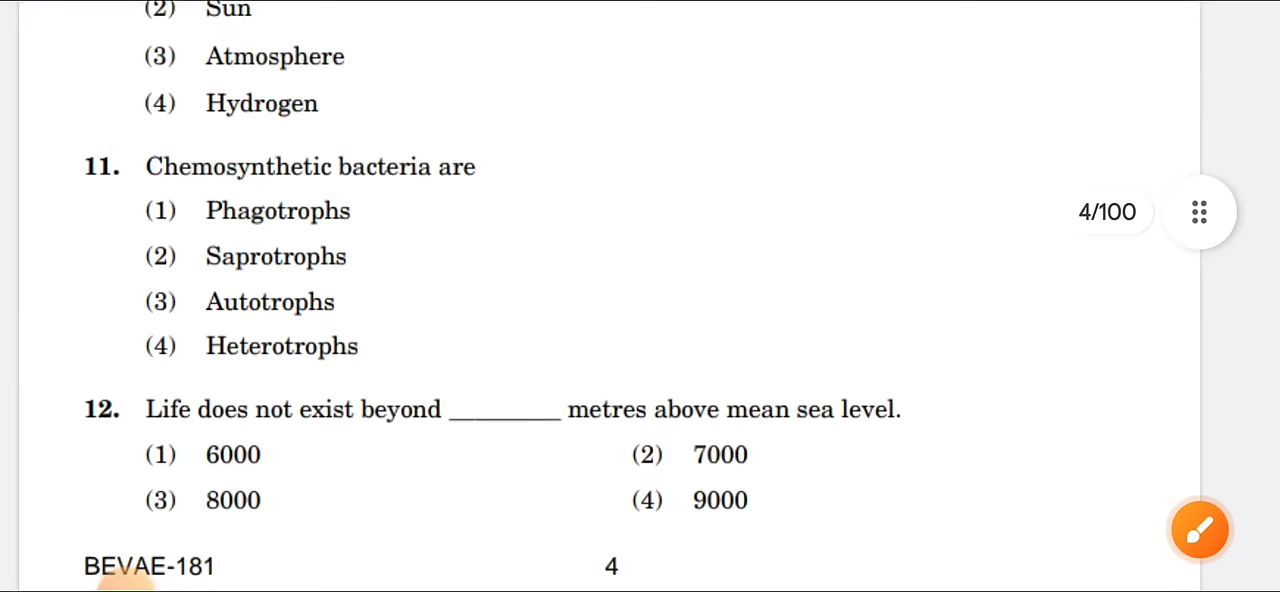 (2) Sun
(3) Atmosphere
(4) Hydrogen
11. Chemosynthetic bacteria are
(1) Phagotrophs
(2) Saprotrophs
(3) Autotrophs
(4) Heterotrophs
4/100
12. Life does not exist beyond ________ metres above mean sea level.
(1) 6000 (2) 7000
(3) 8000 (4) 9000
BEVAE-181 4